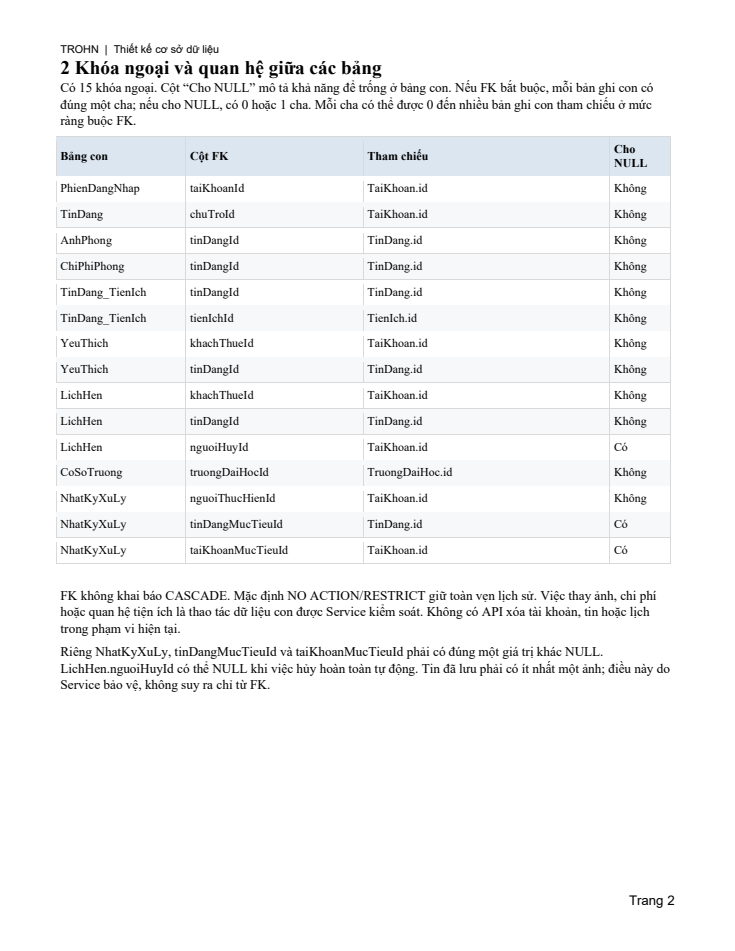 TROHN | Thiết kế cơ sở dữ liệu
2 Khóa ngoại và quan hệ giữa các bảng
Có 15 khóa ngoại. Cột “Cho NULL” mô tả khả năng để trống ở bảng con. Nếu FK bắt buộc, mỗi bản ghi con có
đúng một cha; nếu cho NULL, có 0 hoặc 1 cha. Mỗi cha có thể được 0 đến nhiều bản ghi con tham chiếu ở mức
ràng buộc FK.
Bảng con Cột FK Tham chiếu Cho NULL
PhienDangNhap taiKhoanId TaiKhoan.id Không
TinDang chuTroId TaiKhoan.id Không
AnhPhong tinDangId TinDang.id Không
ChiPhiPhong tinDangId TinDang.id Không
TinDang_TienIch tinDangId TinDang.id Không
TinDang_TienIch tienIchId TienIch.id Không
YeuThich khachThueId TaiKhoan.id Không
YeuThich tinDangId TinDang.id Không
LichHen khachThueId TaiKhoan.id Không
LichHen tinDangId TinDang.id Không
LichHen nguoiHuyId TaiKhoan.id Có
CoSoTruong truongDaiHocId TruongDaiHoc.id Không
NhatKyXuLy nguoiThucHienId TaiKhoan.id Không
NhatKyXuLy tinDangMucTieuId TinDang.id Có
NhatKyXuLy taiKhoanMucTieuId TaiKhoan.id Có
FK không khai báo CASCADE. Mặc định NO ACTION/RESTRICT giữ toàn vẹn lịch sử. Việc thay ảnh, chi phí
hoặc quan hệ tiện ích là thao tác dữ liệu con được Service kiểm soát. Không có API xóa tài khoản, tin hoặc lịch
trong phạm vi hiện tại.
Riêng NhatKyXuLy, tinDangMucTieuId và taiKhoanMucTieuId phải có đúng một giá trị khác NULL.
LichHen.nguoiHuyId có thể NULL khi việc hủy hoàn toàn tự động. Tin đã lưu phải có ít nhất một ảnh; điều này do
Service bảo vệ, không suy ra chỉ từ FK.
Trang 2